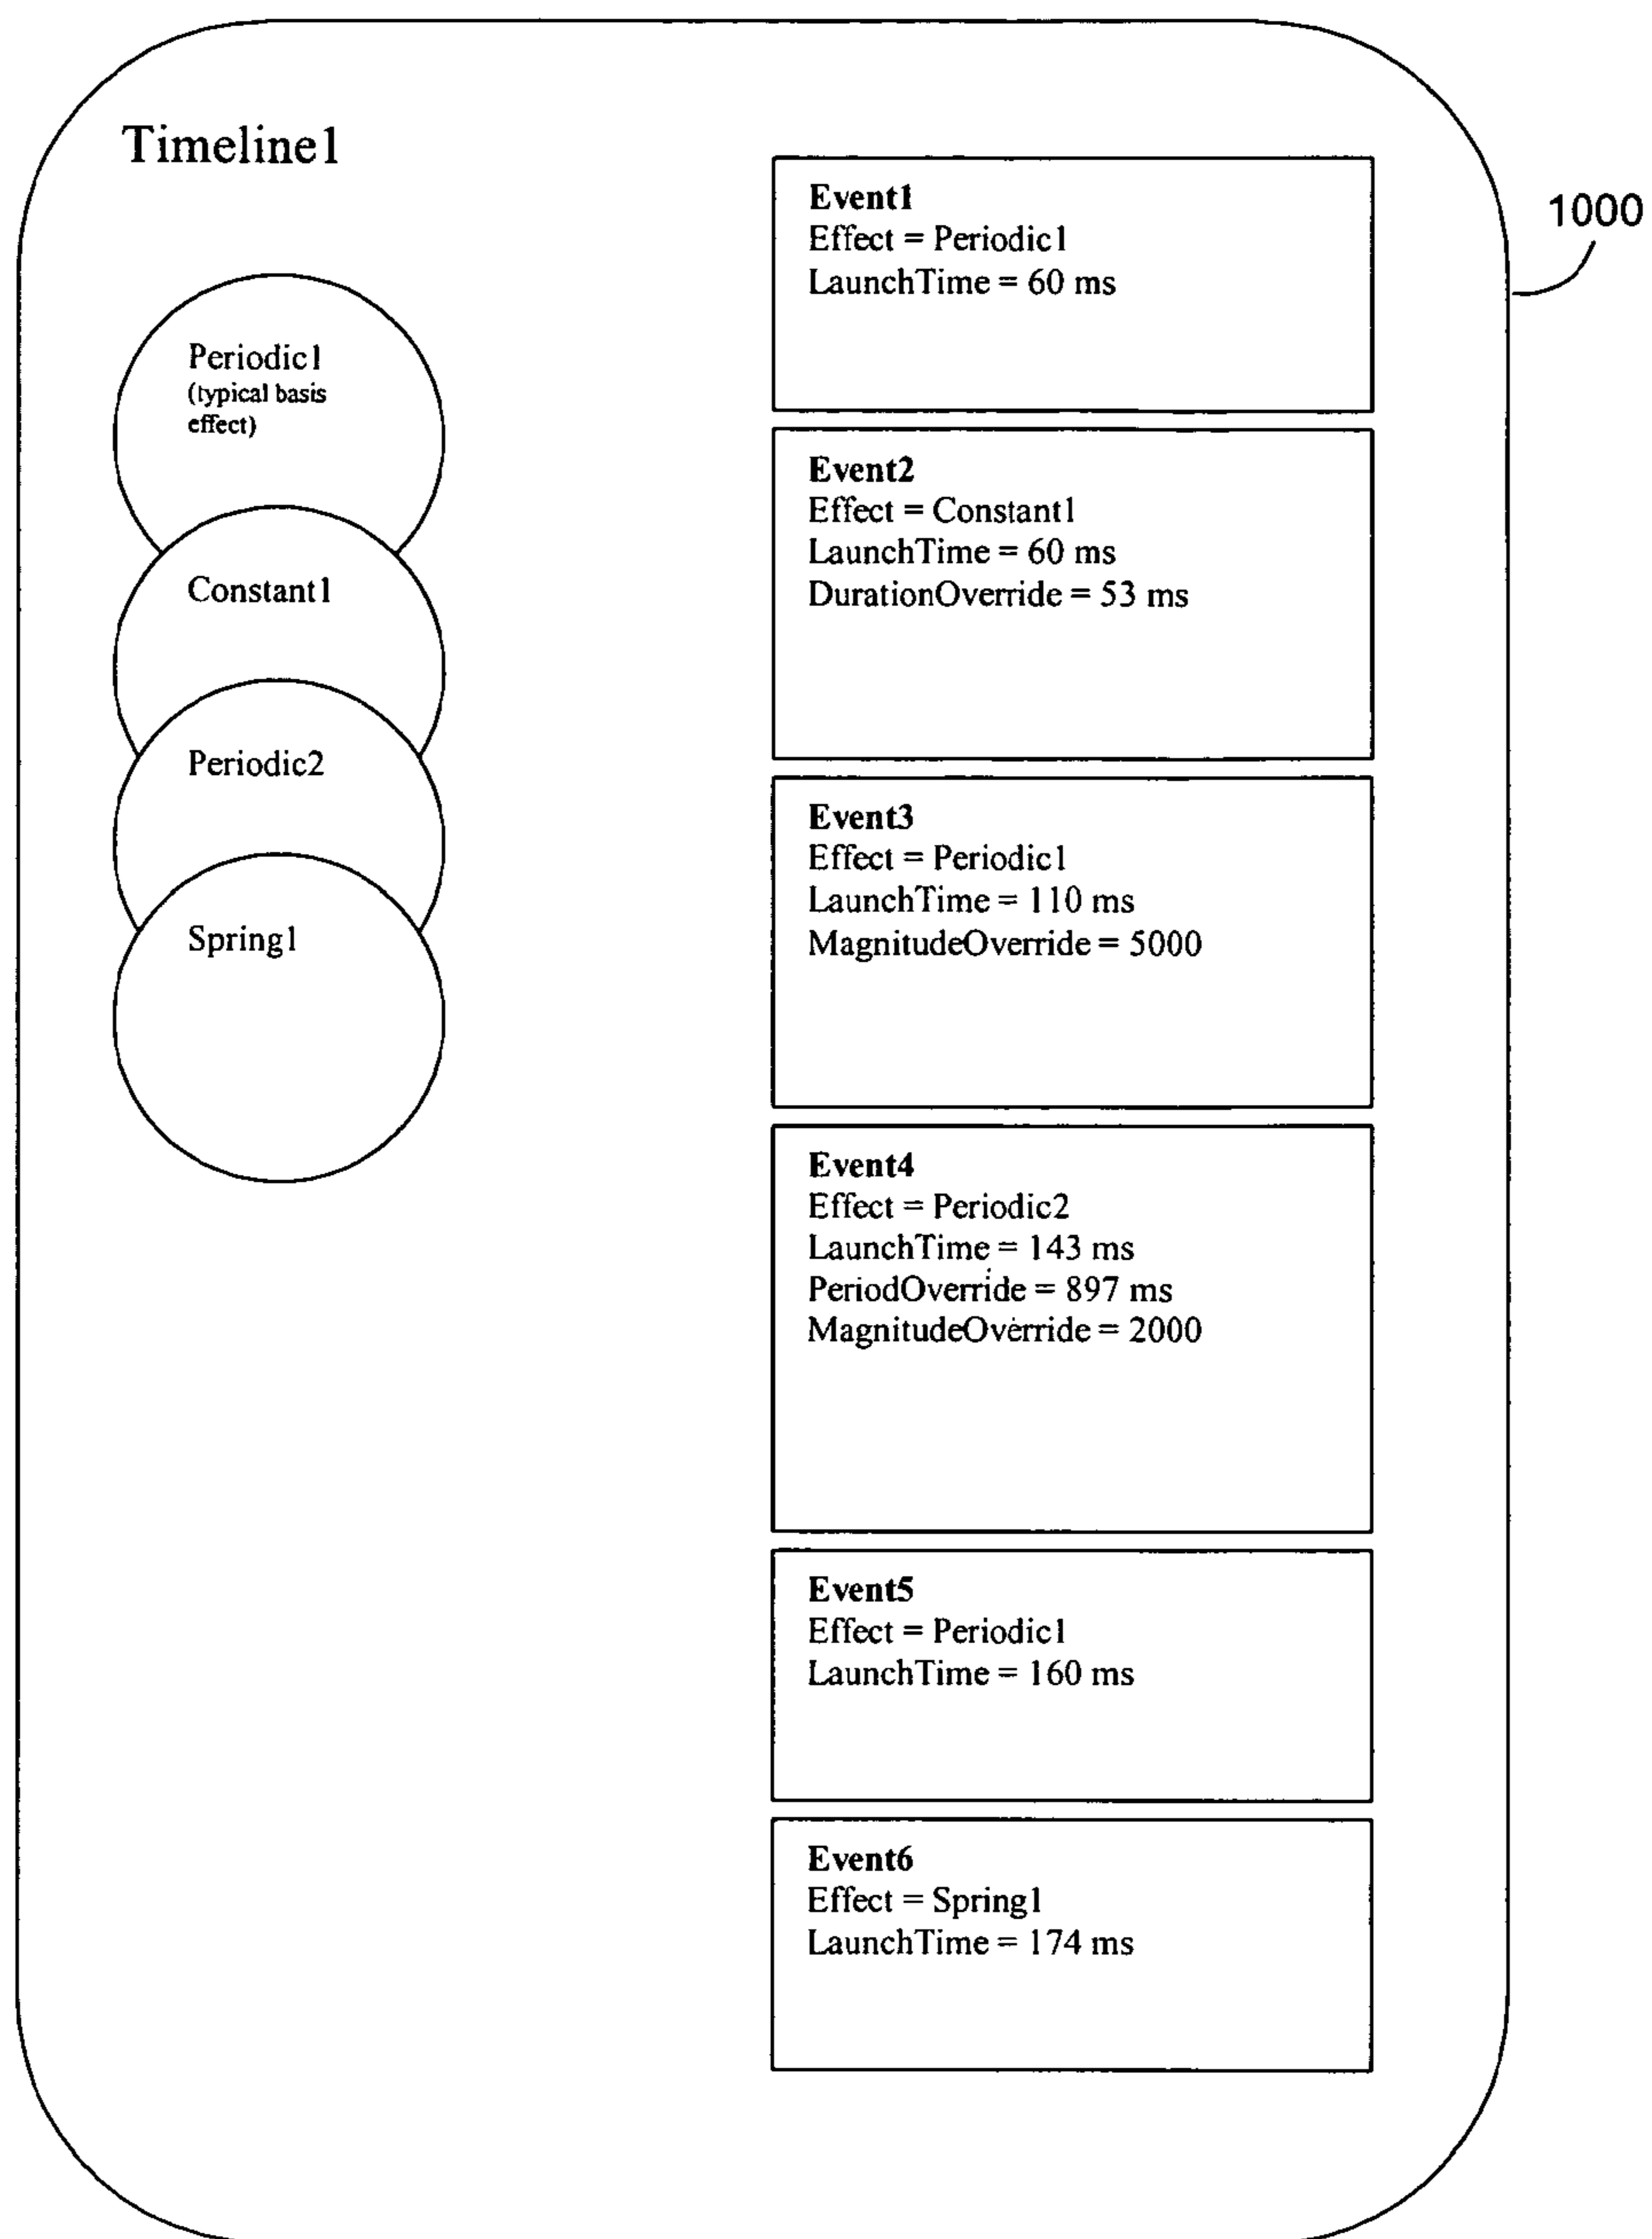 Timeline1
1000
Periodic1
(typical basis
effect)
Constant1
Periodic2
Spring1
Event1
Effect = Periodic1
LaunchTime = 60 ms
Event2
Effect = Constant1
LaunchTime = 60 ms
DurationOverride = 53 ms
Event3
Effect = Periodic1
LaunchTime = 110 ms
MagnitudeOverride = 5000
Event4
Effect = Periodic2
LaunchTime = 143 ms
PeriodOverride = 897 ms
MagnitudeOverride = 2000
Event5
Effect = Periodic1
LaunchTime = 160 ms
Event6
Effect = Spring1
LaunchTime = 174 ms